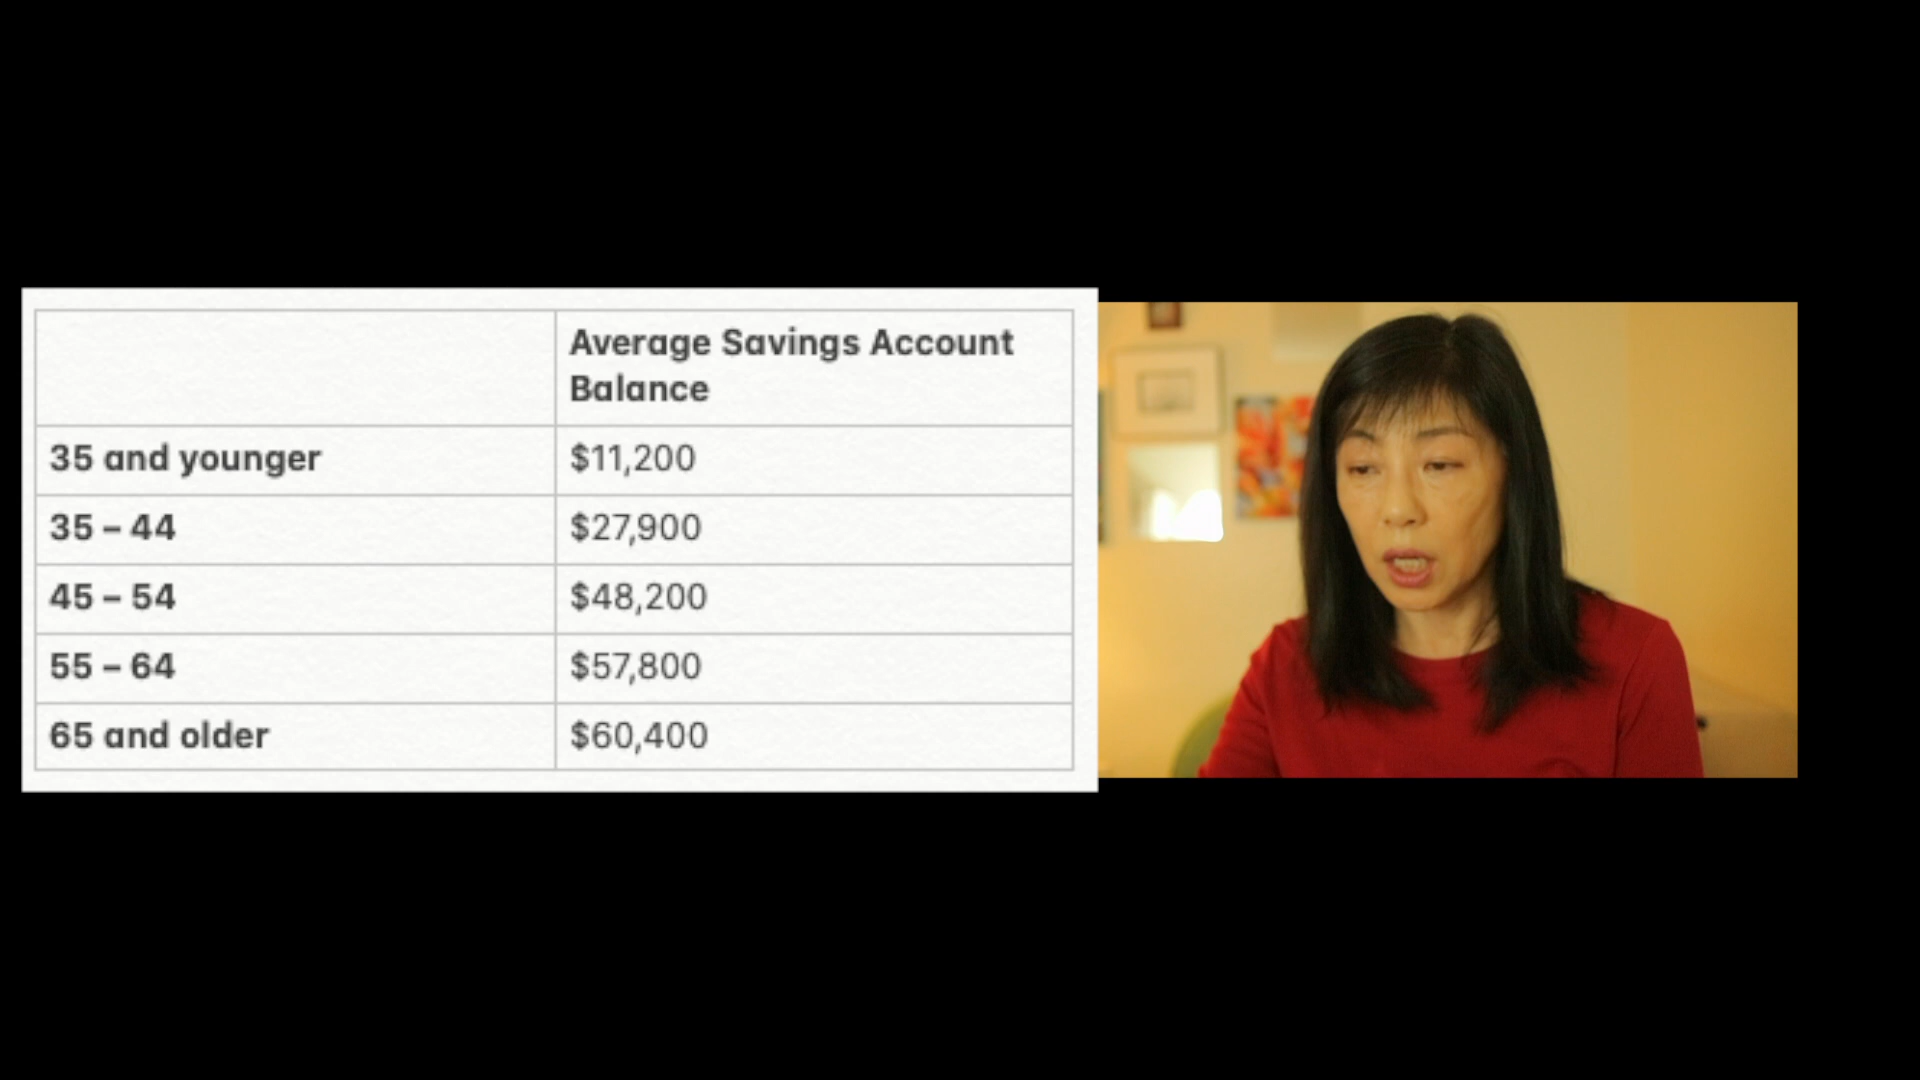 Average Savings Account
Balance
35 and younger $11,200
35 – 44 $27,900
45 – 54 $48,200
55 – 64 $57,800
65 and older $60,400